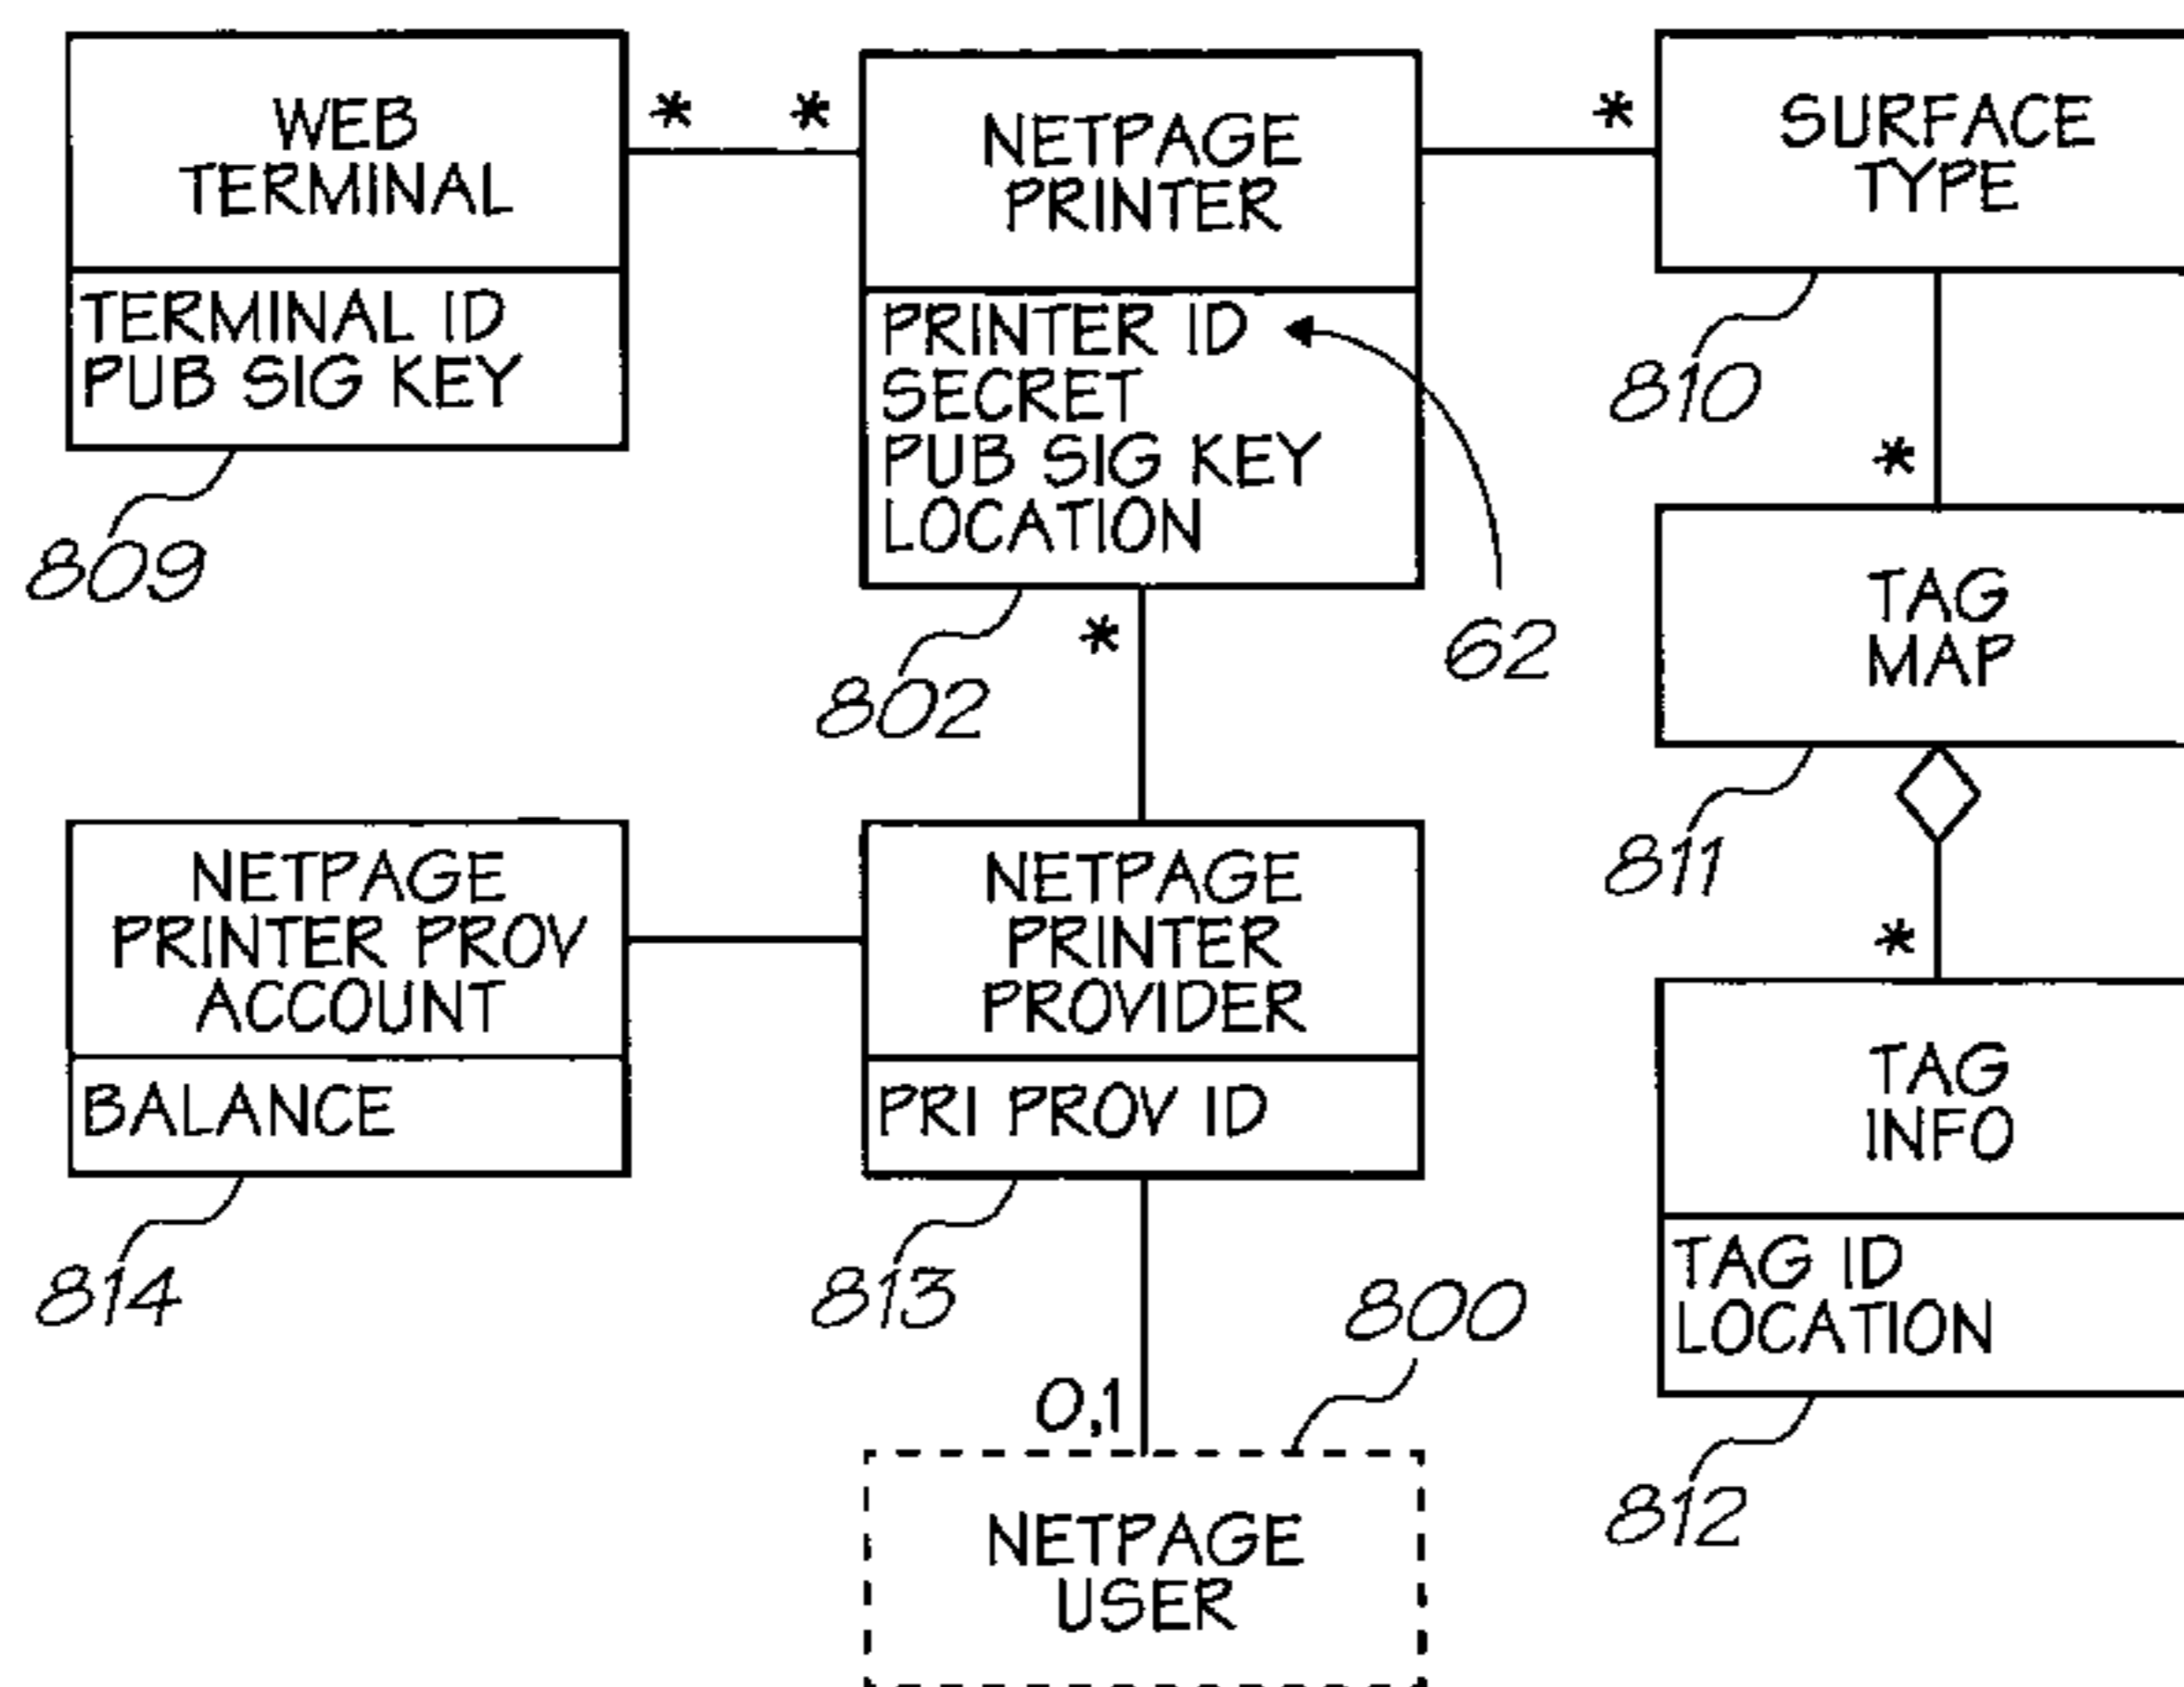 WEB
TERMINAL
TERMINAL ID
PUB SIG KEY
809
*
*
NETPAGE
PRINTER
PRINTER ID
SECRET
PUB SIG KEY
LOCATION
62
802
*
*
SURFACE
TYPE
810
*
TAG
MAP
811
*
TAG
INFO
TAG ID
LOCATION
812
NETPAGE
PRINTER PROV
ACCOUNT
BALANCE
814
NETPAGE
PRINTER
PROVIDER
PRI PROV ID
813
800
0,1
NETPAGE
USER